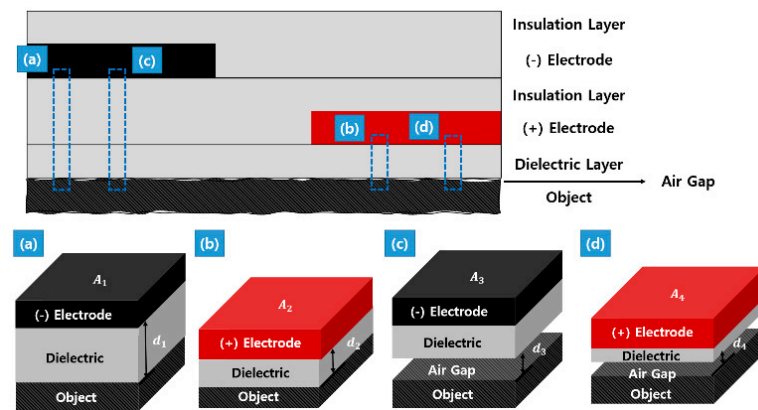 Insulation Layer
(a)
(c)
(-) Electrode
Insulation Layer
(b)
(d)
(+) Electrode
Dielectric Layer
Object
Air Gap
(a)
(b)
(c)
(d)
A₁
(-) Electrode
Dielectric
d₁
Object
A₂
(+) Electrode
Dielectric
d₂
Object
A₃
(-) Electrode
Dielectric
Air Gap
d₃
Object
A₄
(+) Electrode
Dielectric
Air Gap
d₄
Object